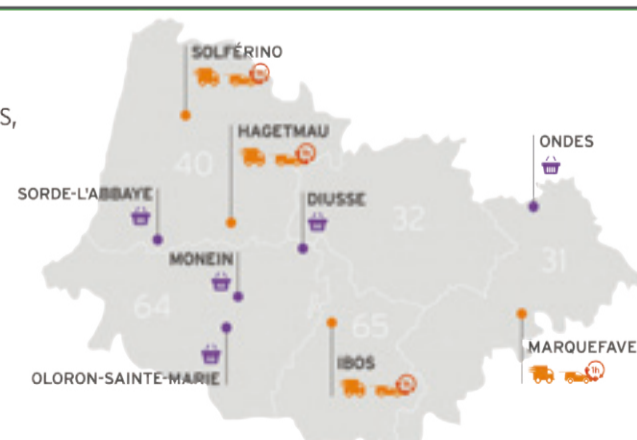 SOLFÉRINO
S,
HAGETMAU
ONDES
40
SORDE-L'ABBAYE
DIUSSE
32
MONEIN
31
64
65
MARQUEFAVE
IBOS
OLORON-SAINTE-MARIE